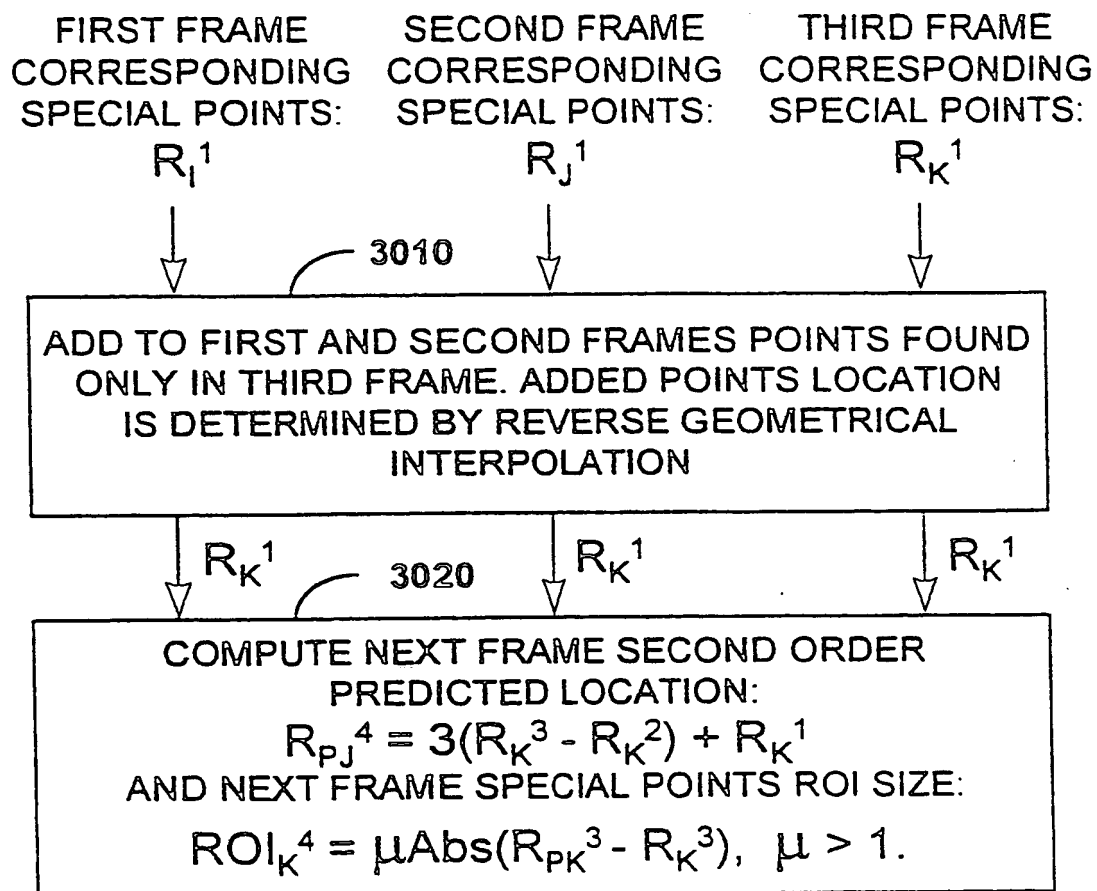 FIRST FRAME
CORRESPONDING
SPECIAL POINTS:
R_I^1
SECOND FRAME
CORRESPONDING
SPECIAL POINTS:
R_J^1
THIRD FRAME
CORRESPONDING
SPECIAL POINTS:
R_K^1
3010
ADD TO FIRST AND SECOND FRAMES POINTS FOUND
ONLY IN THIRD FRAME. ADDED POINTS LOCATION
IS DETERMINED BY REVERSE GEOMETRICAL
INTERPOLATION
R_K^1
R_K^1
R_K^1
3020
COMPUTE NEXT FRAME SECOND ORDER
PREDICTED LOCATION:
R_PJ^4 = 3(R_K^3 - R_K^2) + R_K^1
AND NEXT FRAME SPECIAL POINTS ROI SIZE:
ROI_K^4 = μAbs(R_PK^3 - R_K^3), μ > 1.